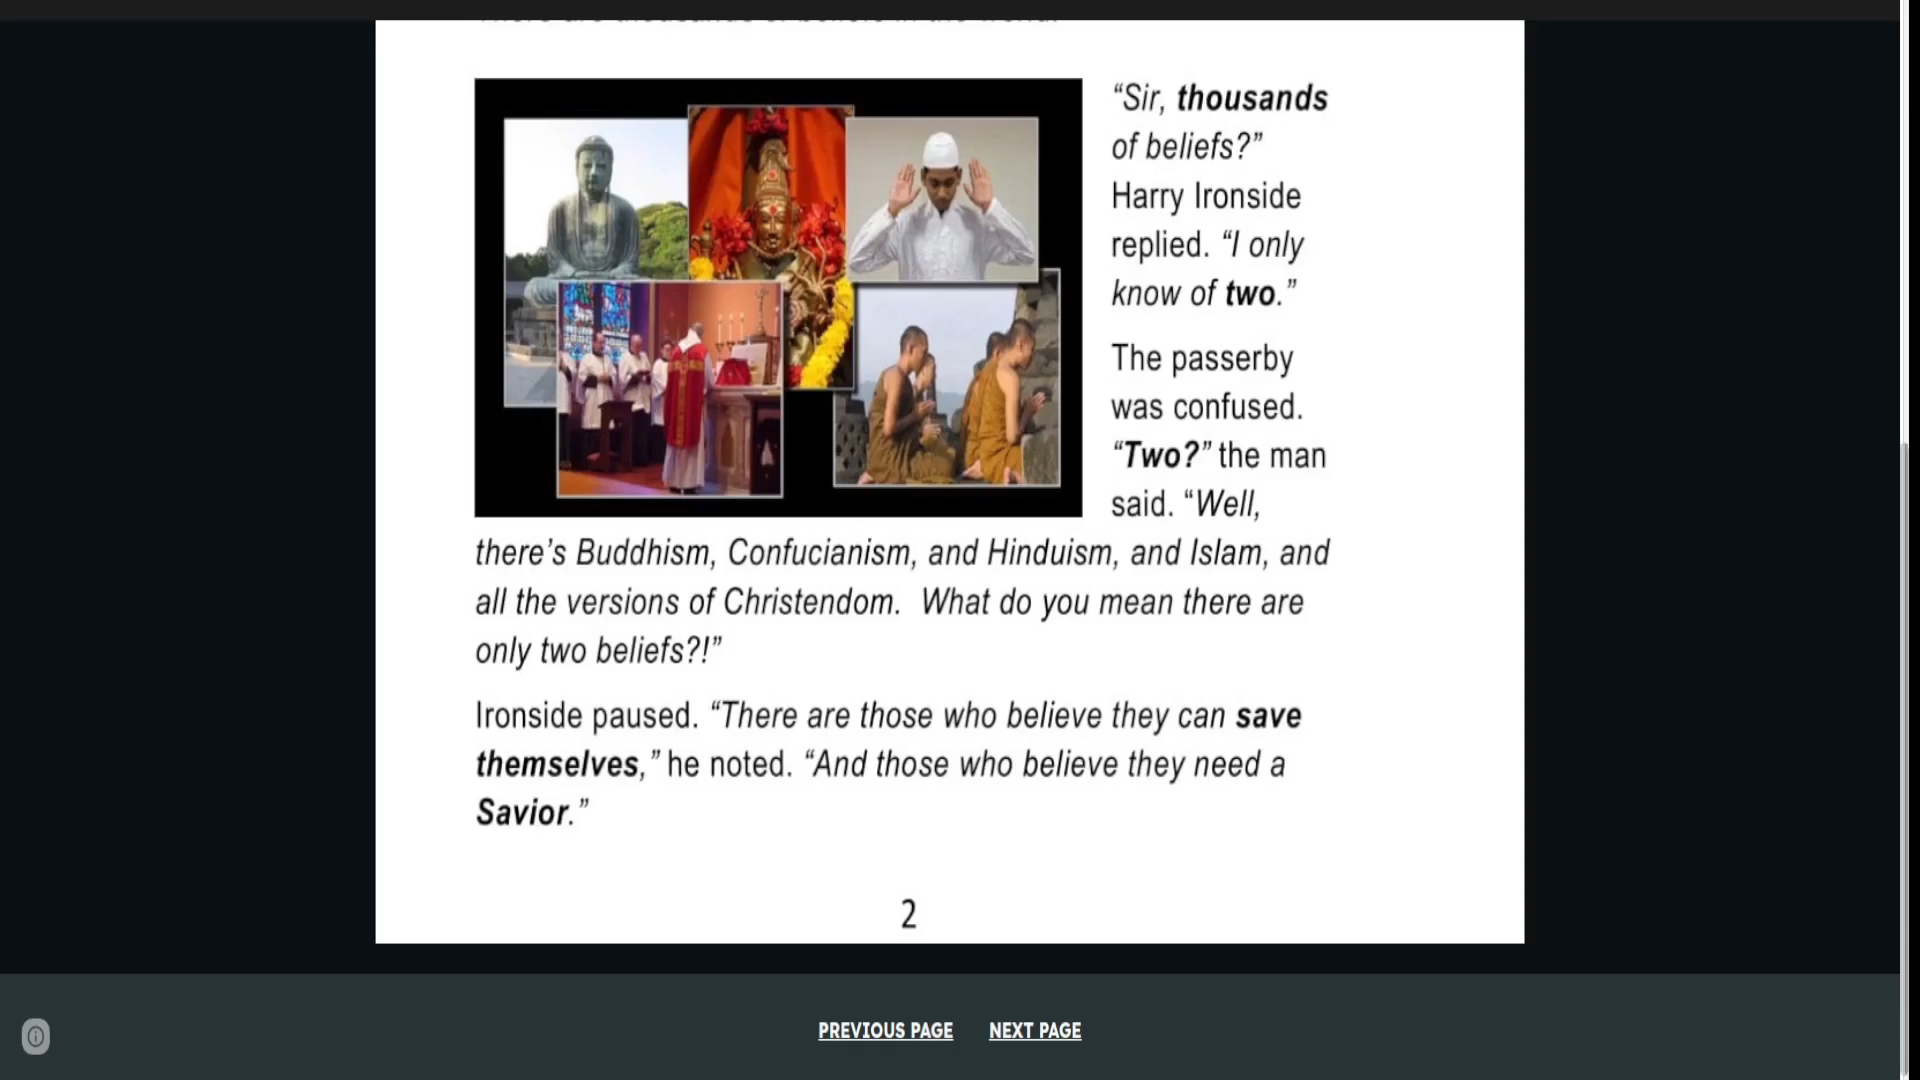 “Sir, thousands
of beliefs?”
Harry Ironside
replied. “I only
know of two.”
The passerby
was confused.
“Two?” the man
said. “Well,
there’s Buddhism, Confucianism, and Hinduism, and Islam, and
all the versions of Christendom.  What do you mean there are
only two beliefs?!”
Ironside paused. “There are those who believe they can save
themselves,” he noted. “And those who believe they need a
Savior.”
2
PREVIOUS PAGE NEXT PAGE